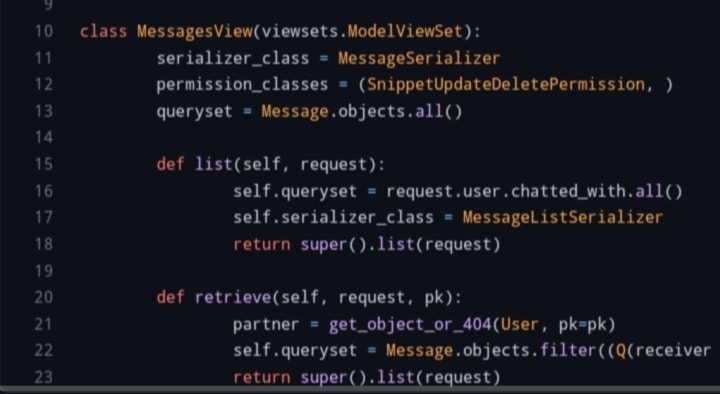 9
10 class MessagesView(viewsets.ModelViewSet):
11 serializer_class = MessageSerializer
12 permission_classes = (SnippetUpdateDeletePermission, )
13 queryset = Message.objects.all()
14
15 def list(self, request):
16 self.queryset = request.user.chatted_with.all()
17 self.serializer_class = MessageListSerializer
18 return super().list(request)
19
20 def retrieve(self, request, pk):
21 partner = get_object_or_404(User, pk=pk)
22 self.queryset = Message.objects.filter((Q(receiver
23 return super().list(request)